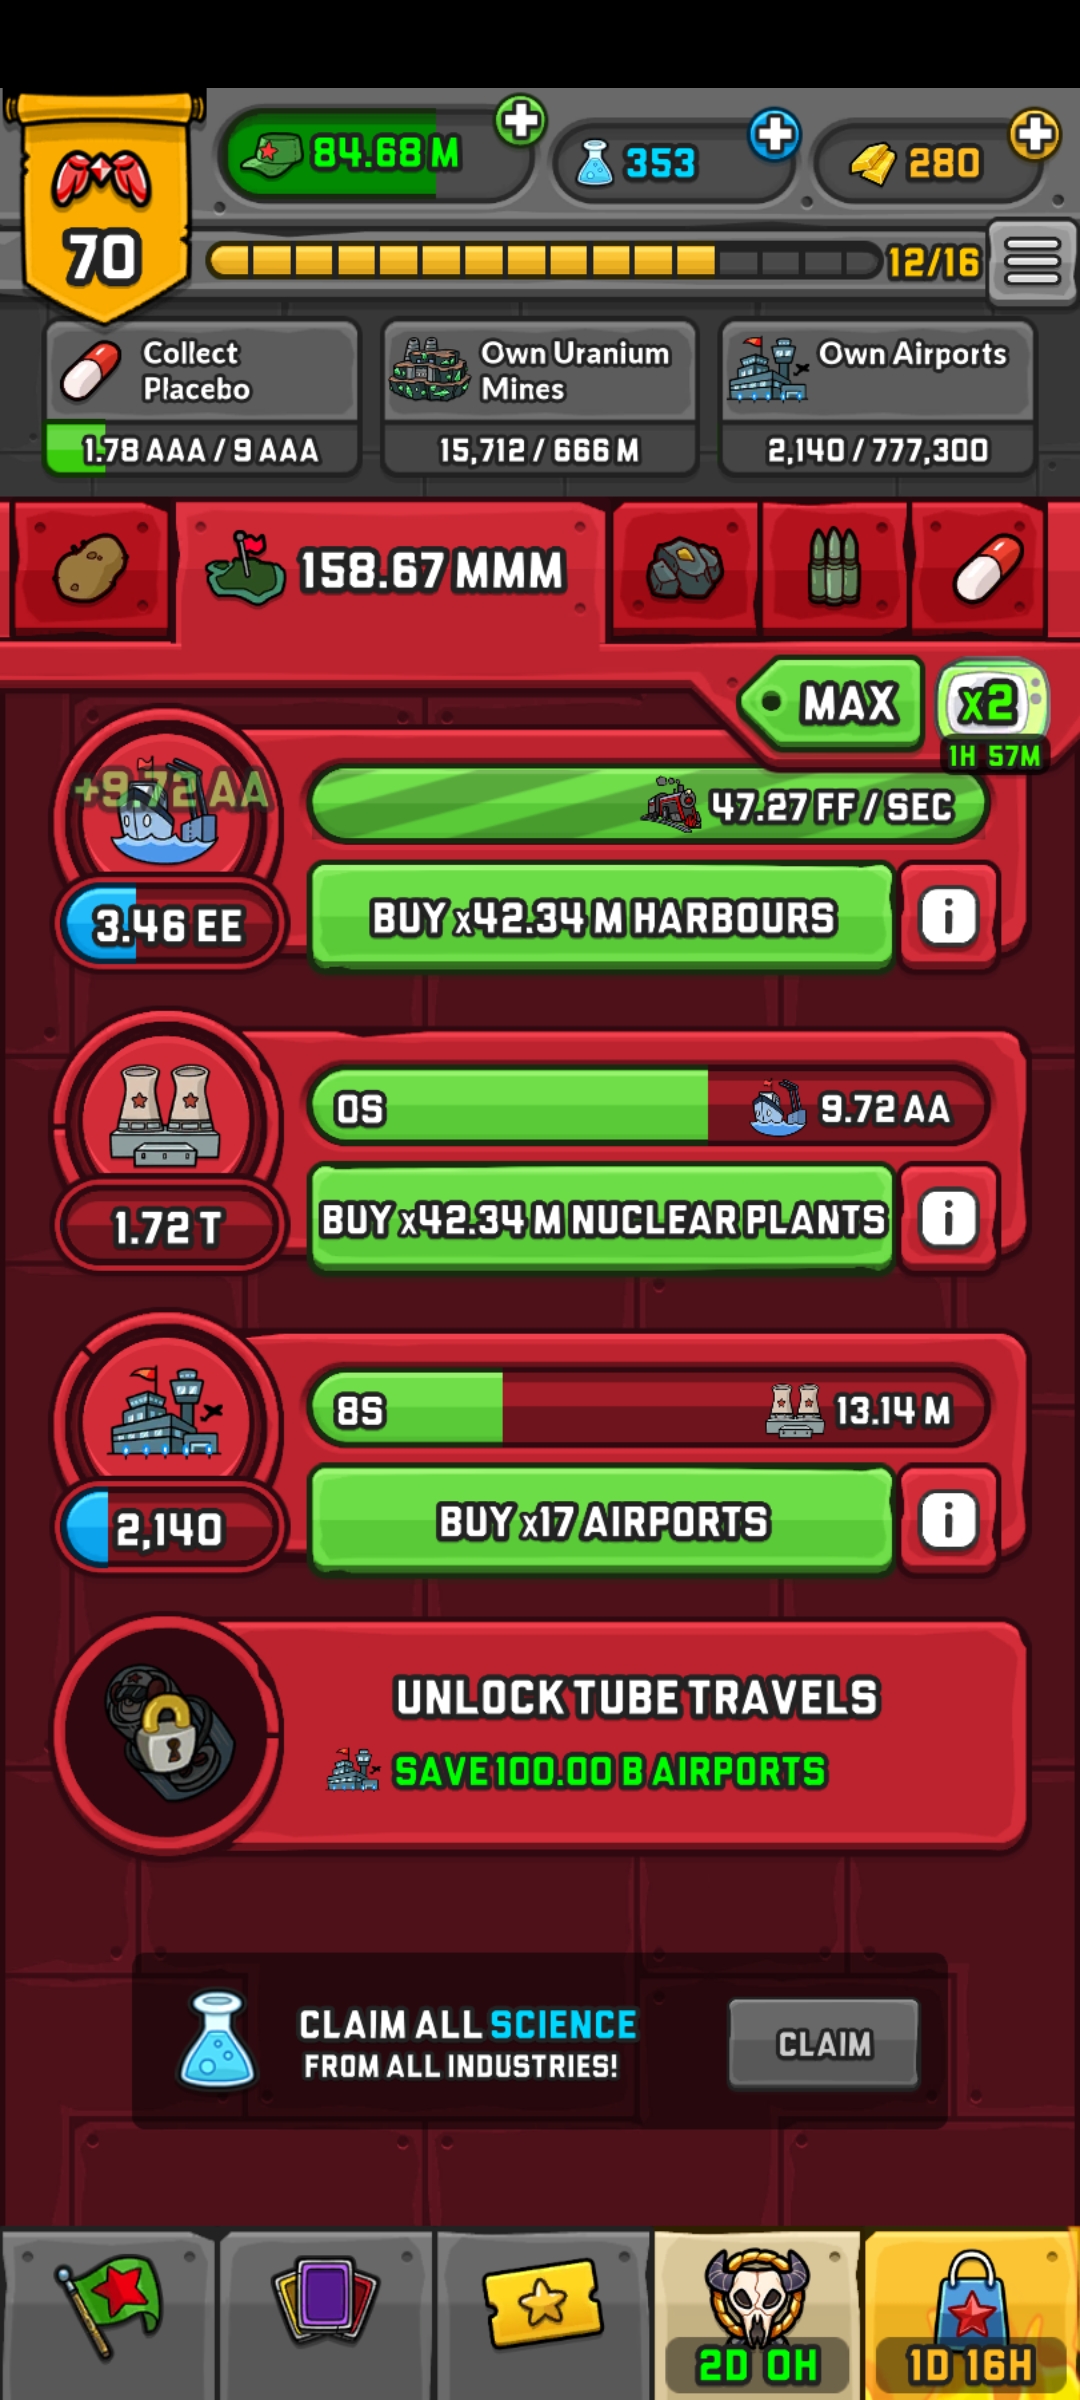 84.68 M
353
280
70
12/16
Collect
Placebo
1.78 AAA / 9 AAA
Own Uranium
Mines
15,712 / 666 M
Own Airports
2,140 / 777,300
158.67 MMM
MAX
x2
1H 57M
+9.72 AA
47.27 FF / SEC
3.46 EE
BUY x42.34 M HARBOURS
i
0S
9.72 AA
1.72 T
BUY x42.34 M NUCLEAR PLANTS
i
8S
13.14 M
2,140
BUY x17 AIRPORTS
i
UNLOCK TUBE TRAVELS
SAVE 100.00 B AIRPORTS
CLAIM ALL SCIENCE
FROM ALL INDUSTRIES!
CLAIM
2D 0H
1D 16H